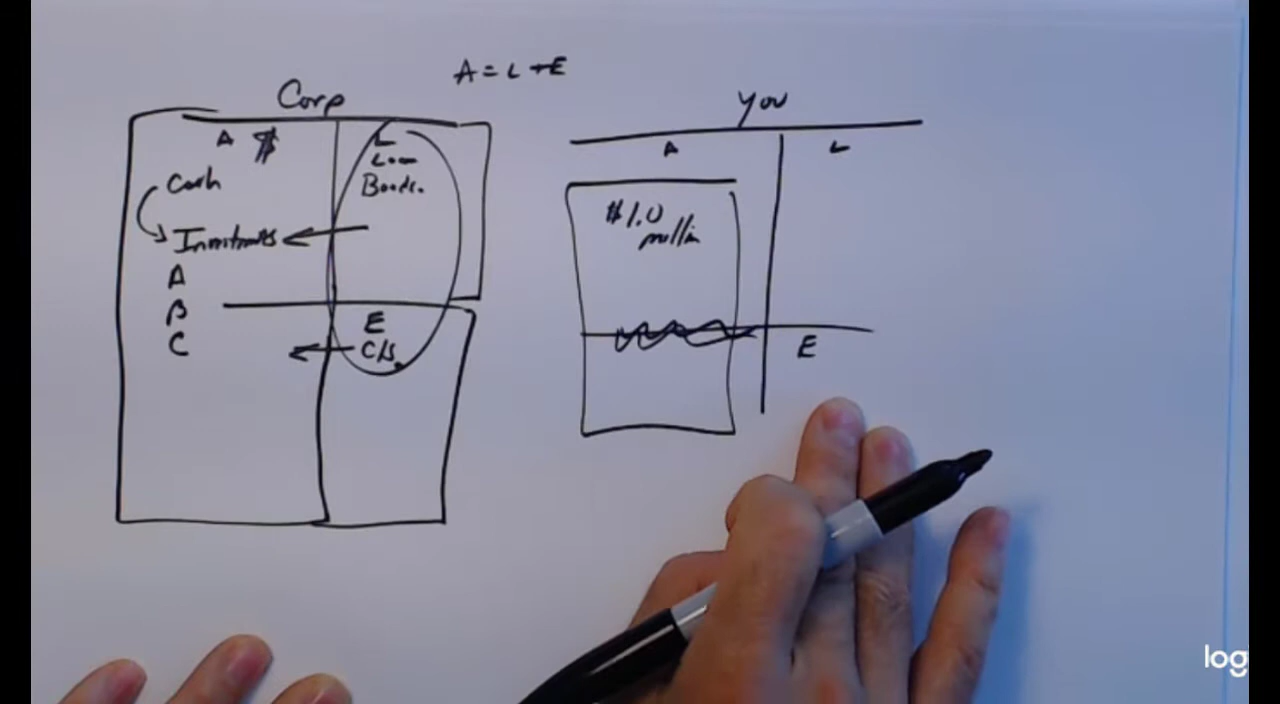 A = L + E
Corp
A $
L
Cash
Loan
Bonds.
Investments
A
B
C
E
C/S.
You
A
L
$1.0
million
E
log